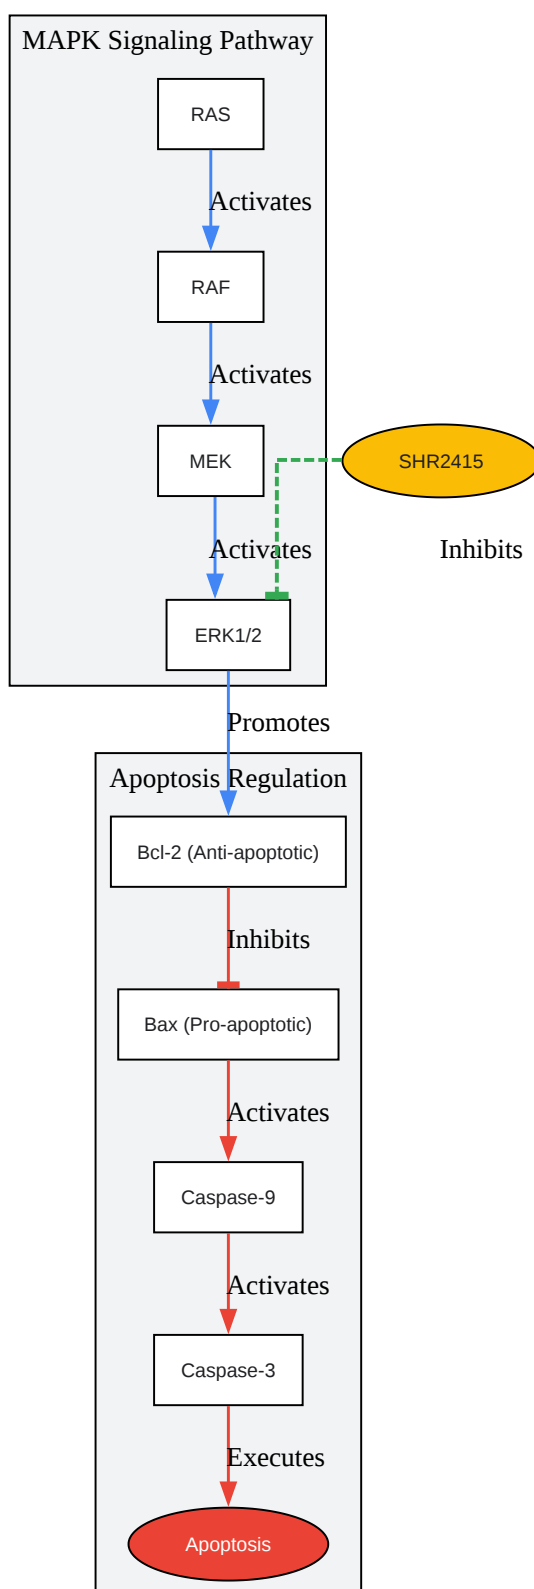 MAPK Signaling Pathway
RAS
Activates
RAF
Activates
MEK
SHR2415
Activates
Inhibits
ERK1/2
Promotes
Apoptosis Regulation
Bcl-2 (Anti-apoptotic)
Inhibits
Bax (Pro-apoptotic)
Activates
Caspase-9
Activates
Caspase-3
Executes
Apoptosis